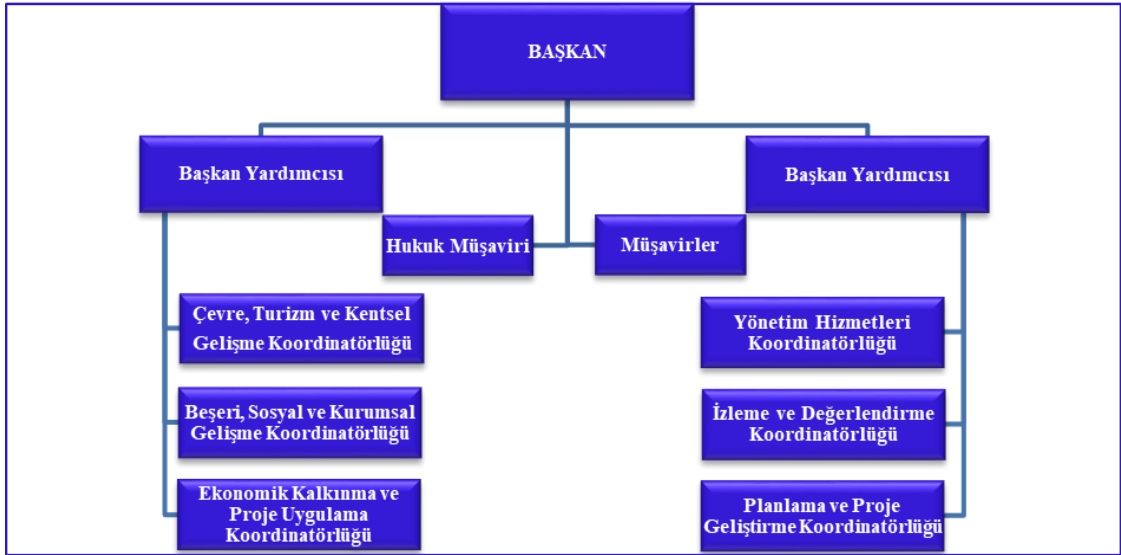 BAŞKAN
Başkan Yardımcısı
Başkan Yardımcısı
Hukuk Müşaviri
Müşavirler
Çevre, Turizm ve Kentsel
Gelişme Koordinatörlüğü
Beşeri, Sosyal ve Kurumsal
Gelişme Koordinatörlüğü
Ekonomik Kalkınma ve
Proje Uygulama
Koordinatörlüğü
Yönetim Hizmetleri
Koordinatörlüğü
İzleme ve Değerlendirme
Koordinatörlüğü
Planlama ve Proje
Geliştirme Koordinatörlüğü